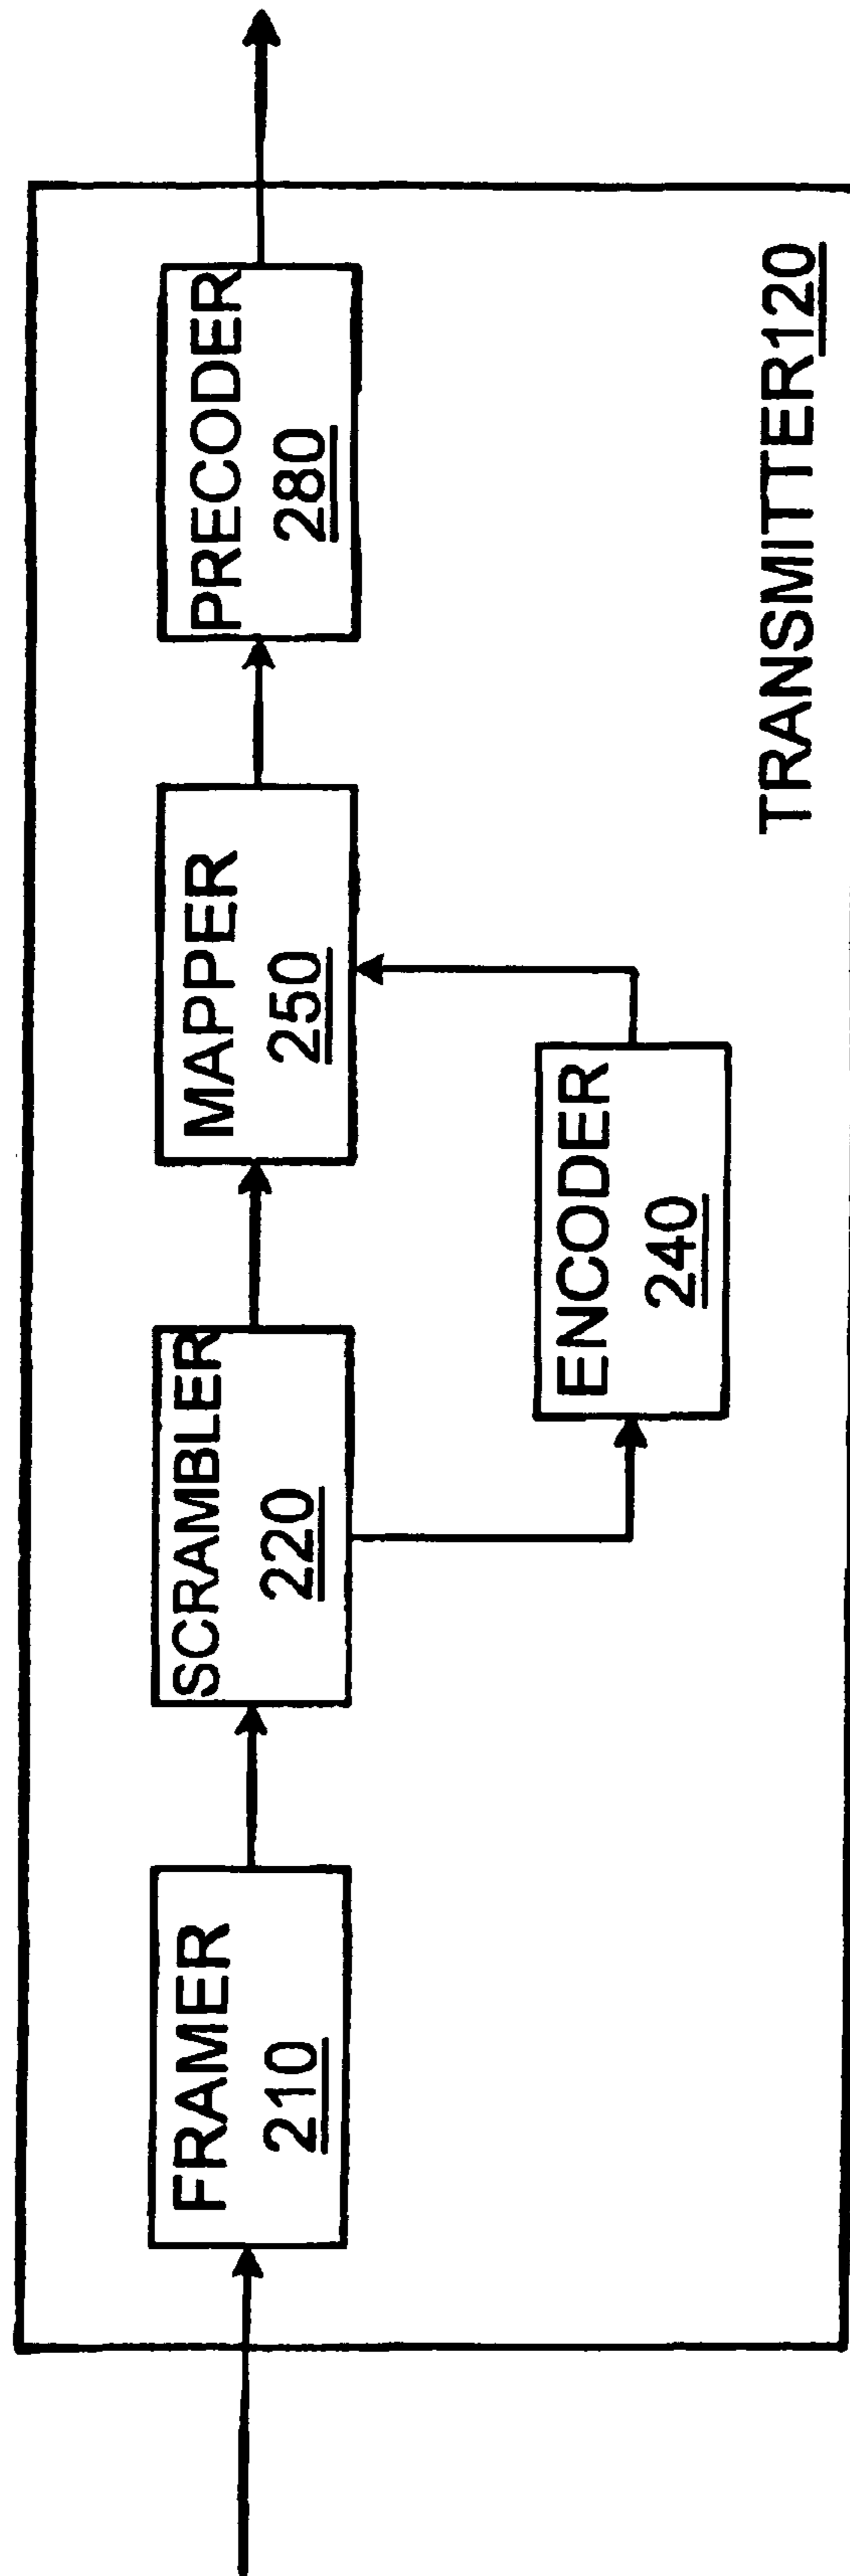 FRAMER
210
SCRAMBLER
220
MAPPER
250
PRECODER
280
ENCODER
240
TRANSMITTER120